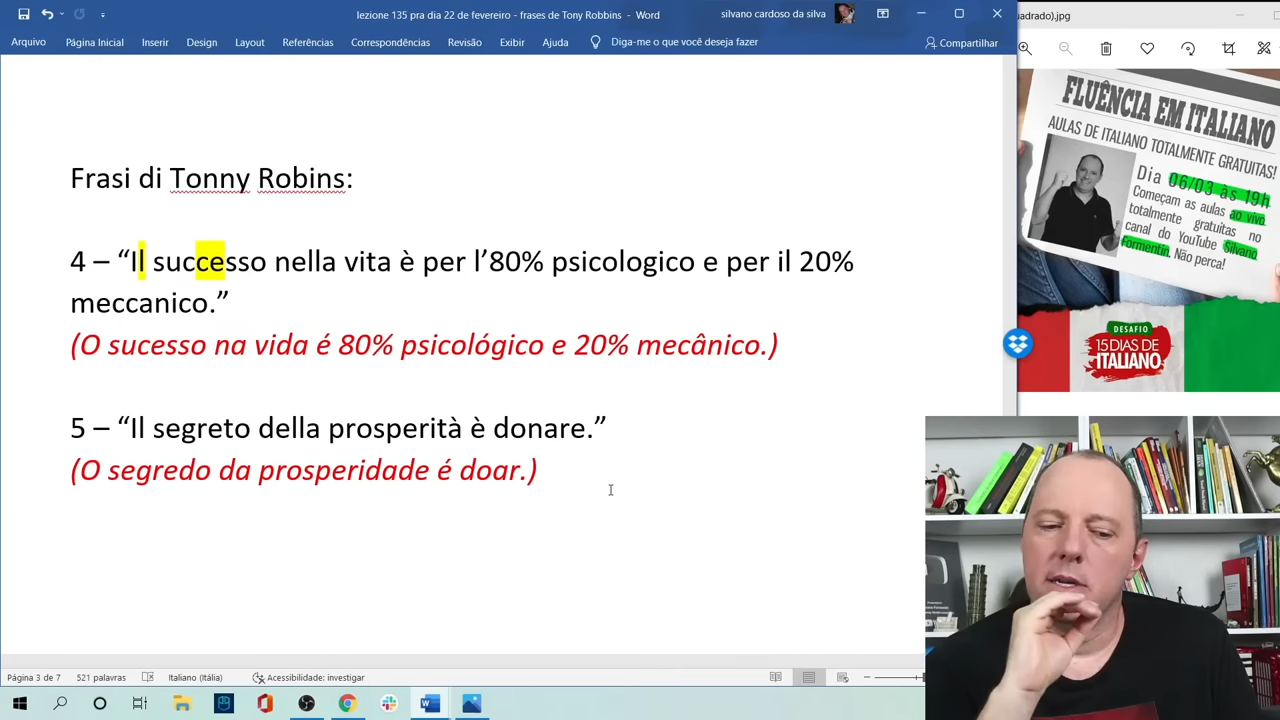 lezione 135 pra dia 22 de fevereiro - frases de Tony Robbins - Word
silvano cardoso da silva
Arquivo Página Inicial Inserir Design Layout Referências Correspondências Revisão Exibir Ajuda Diga-me o que você deseja fazer
Compartilhar
Frasi di Tonny Robins:
4 – “Il successo nella vita è per l’80% psicologico e per il 20%
meccanico.”
(O sucesso na vida é 80% psicológico e 20% mecânico.)
5 – “Il segreto della prosperità è donare.”
(O segredo da prosperidade é doar.)
Página 3 de 7 521 palavras Italiano (Itália) Acessibilidade: investigar
uadrado).jpg
FLUÊNCIA EM ITALIANO
AULAS DE ITALIANO TOTALMENTE GRATUITAS!
Dia 06/03 às 19h
Começam as aulas ao vivo
totalmente gratuitas no
canal do YouTube Silvano
Formentin. Não perca!
DESAFIO
15 DIAS DE
ITALIANO